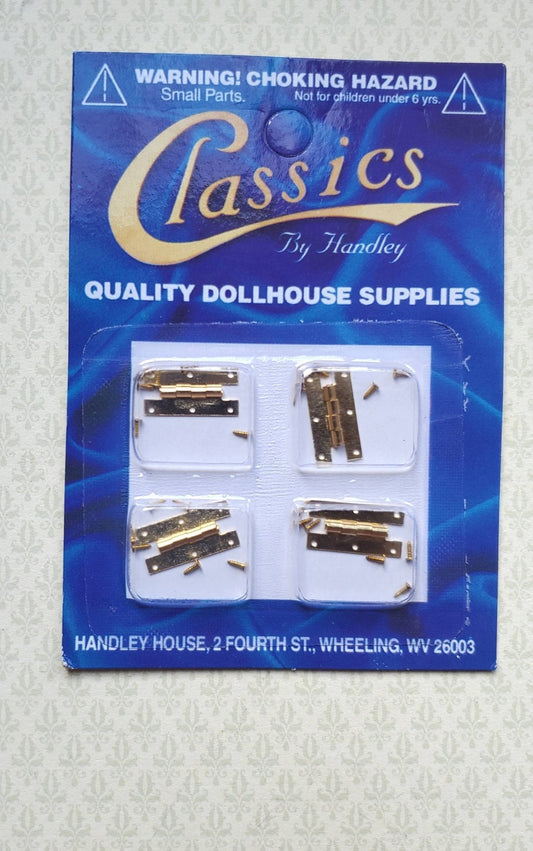 WARNING! CHOKING HAZARD
Small Parts. Not for children under 6 yrs.
Classics
By Handley
QUALITY DOLLHOUSE SUPPLIES
HANDLEY HOUSE, 2 FOURTH ST., WHEELING, WV 26003